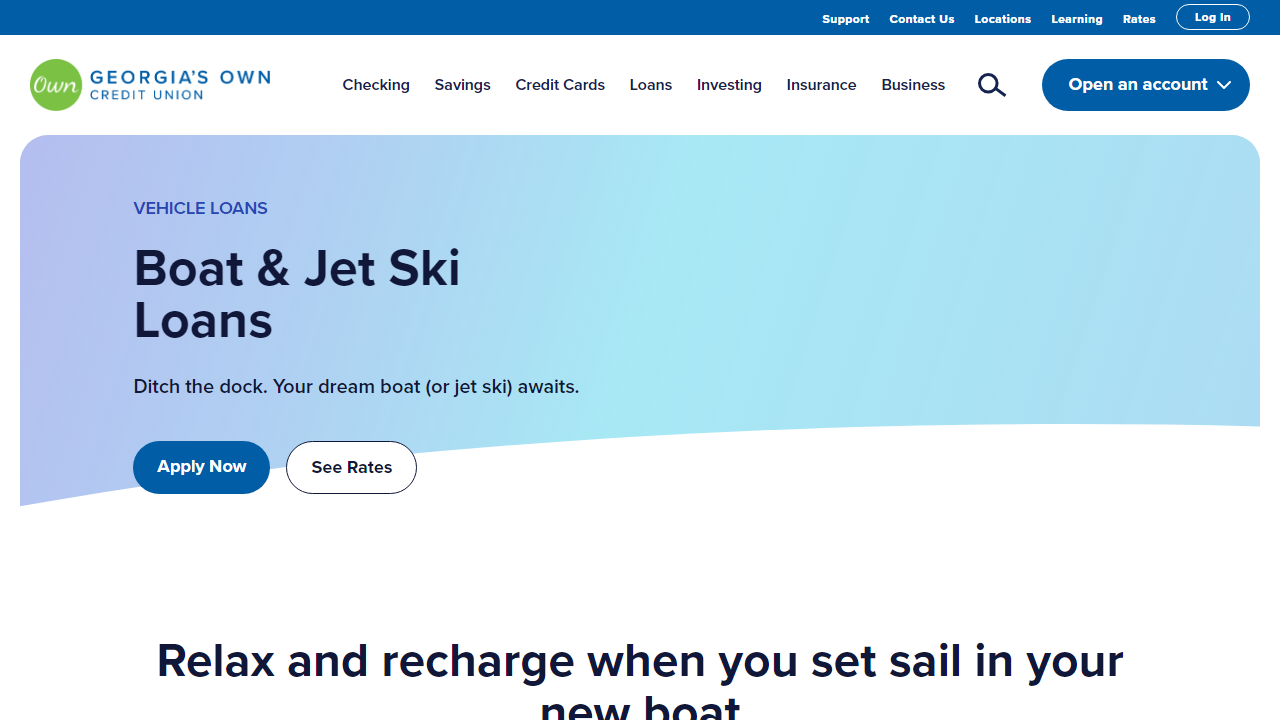 Support Contact Us Locations Learning Rates Log In
Own GEORGIA'S OWN
CREDIT UNION
Checking Savings Credit Cards Loans Investing Insurance Business Open an account
VEHICLE LOANS
Boat & Jet Ski
Loans
Ditch the dock. Your dream boat (or jet ski) awaits.
Apply Now See Rates
Relax and recharge when you set sail in your
new boat